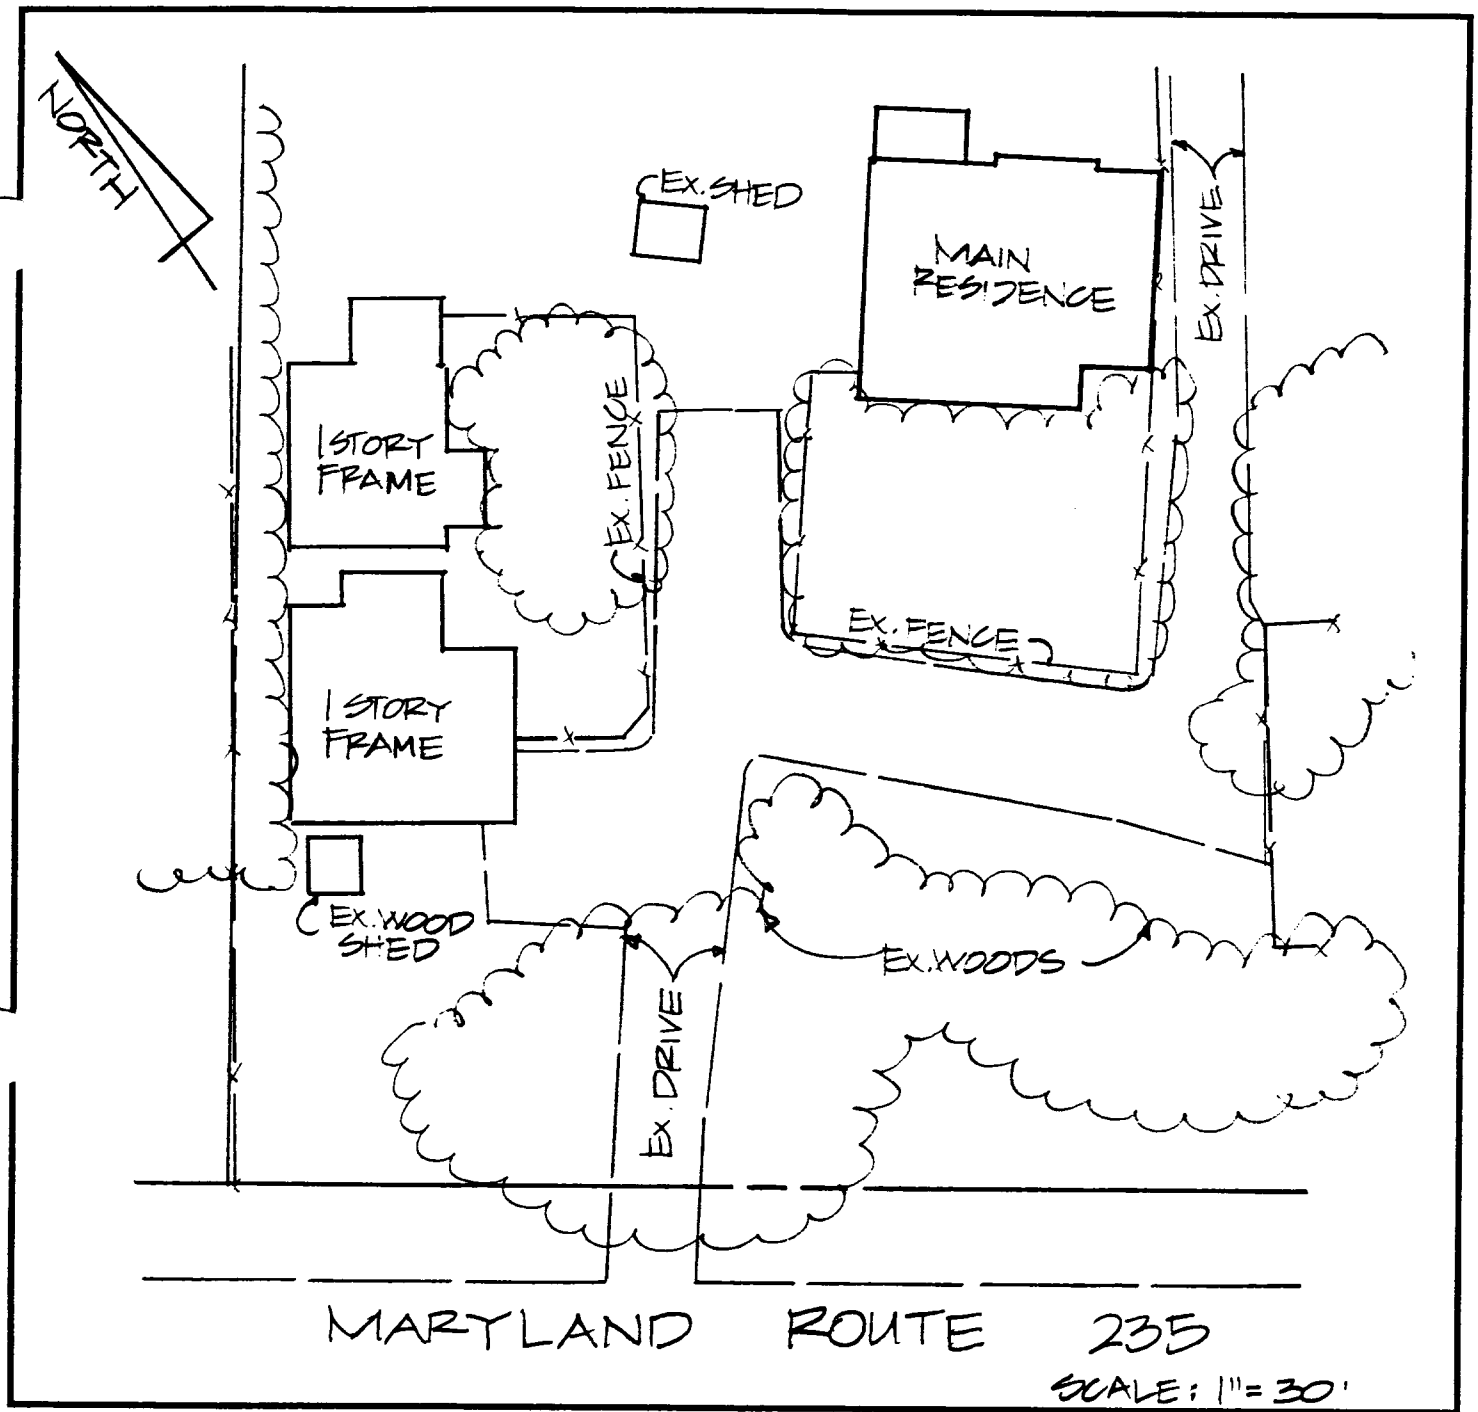 NORTH
EX. SHED
MAIN
RESIDENCE
EX. DRIVE
1 STORY
FRAME
EX. FENCE
EX. FENCE
1 STORY
FRAME
EX. WOOD
SHED
EX. WOODS
EX. DRIVE
MARYLAND ROUTE 235
SCALE: 1"= 30'